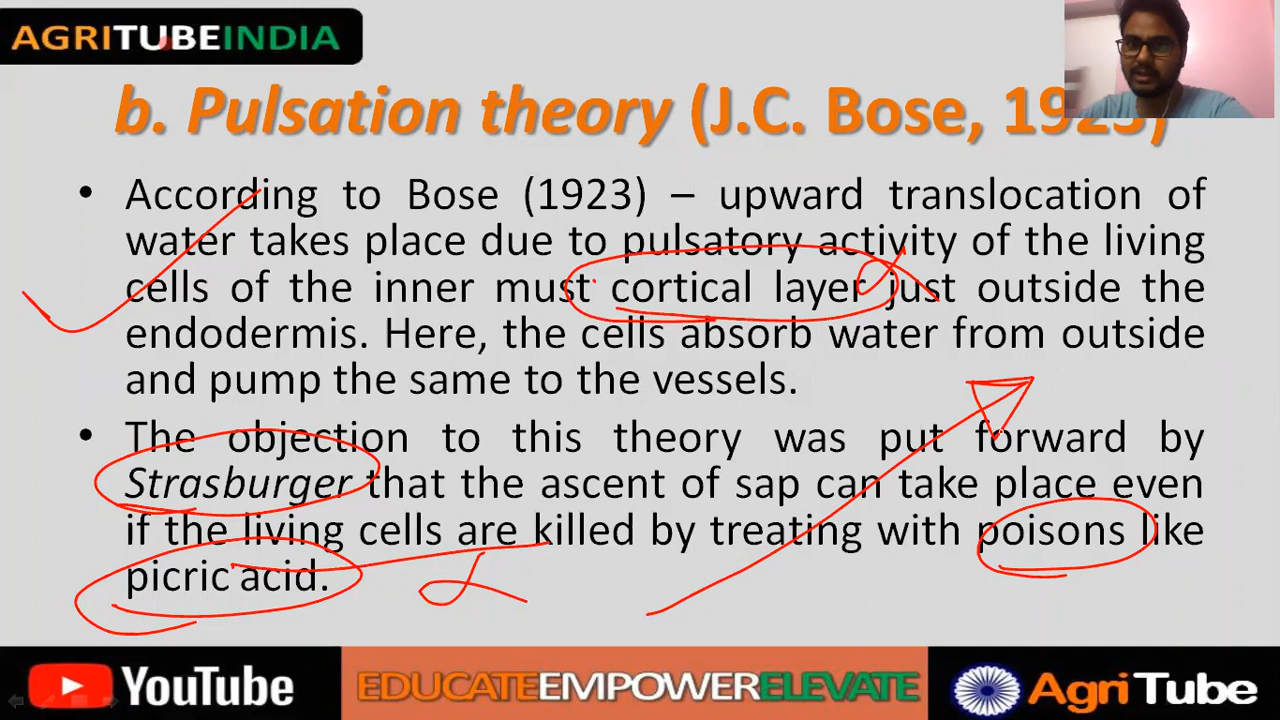 AGRITUBEINDIA
b. Pulsation theory (J.C. Bose, 1923)
• According to Bose (1923) – upward translocation of
water takes place due to pulsatory activity of the living
cells of the inner must cortical layer just outside the
endodermis. Here, the cells absorb water from outside
and pump the same to the vessels.
• The objection to this theory was put forward by
Strasburger that the ascent of sap can take place even
if the living cells are killed by treating with poisons like
picric acid.
YouTube EDUCATEEMPOWERELEVATE AgriTube